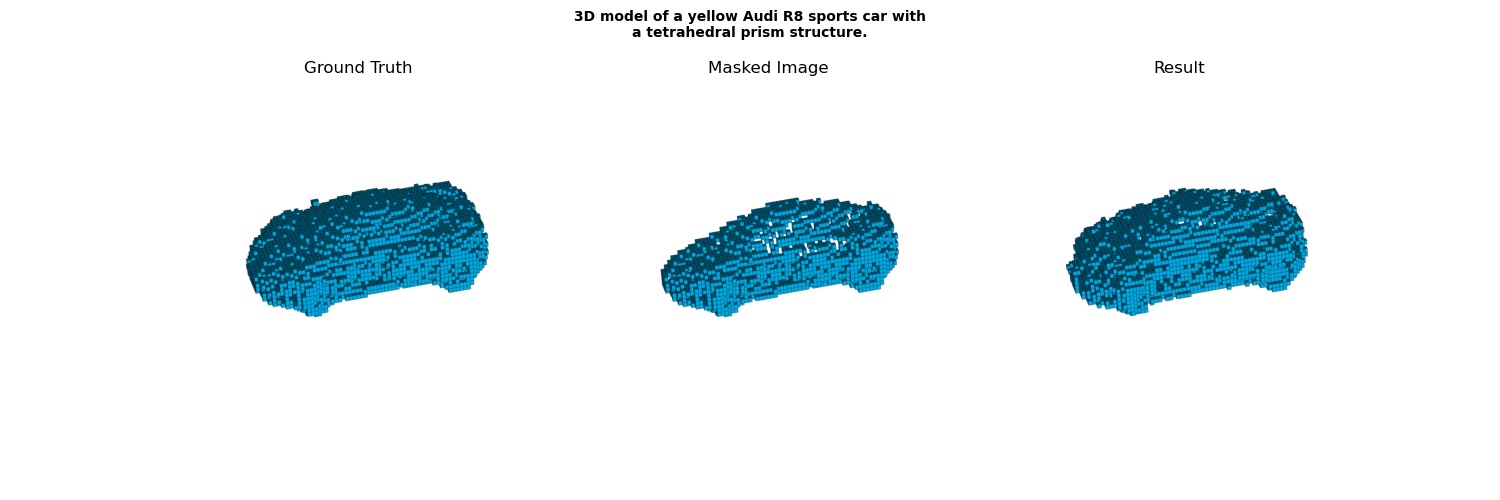 3D model of a yellow Audi R8 sports car with
a tetrahedral prism structure.
Ground Truth
Masked Image
Result